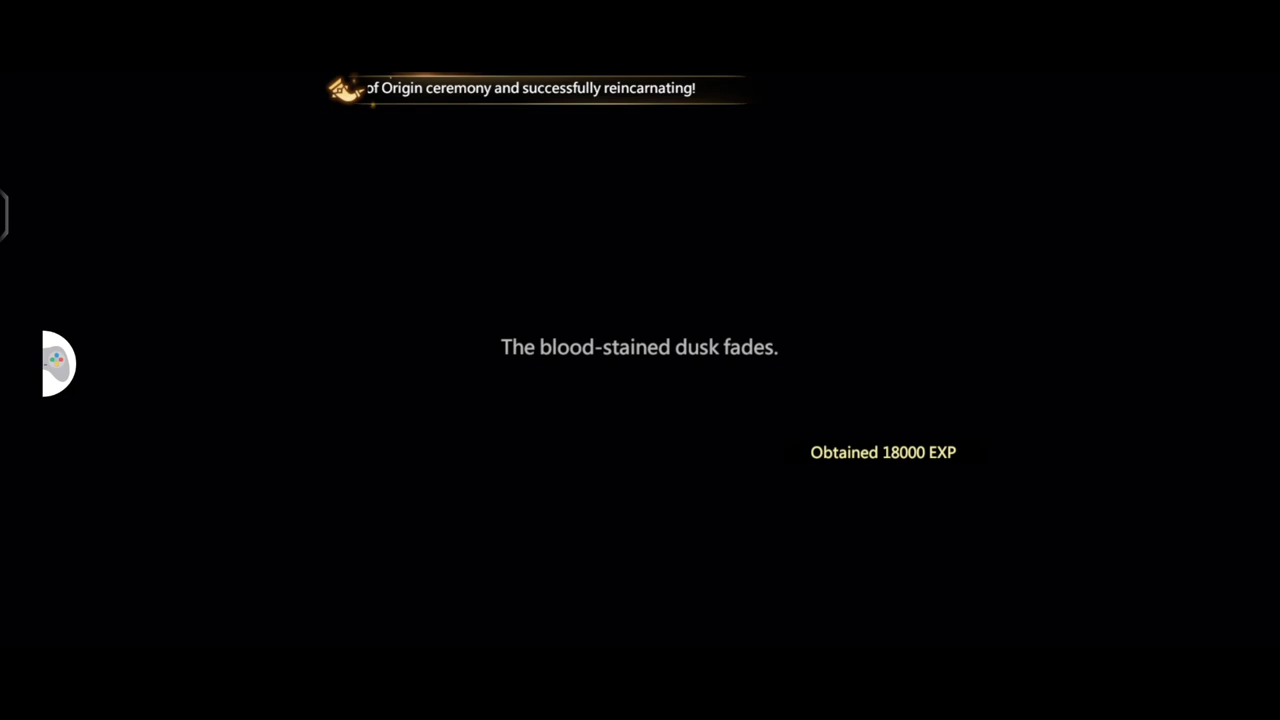 of Origin ceremony and successfully reincarnating!
The blood-stained dusk fades.
Obtained 18000 EXP